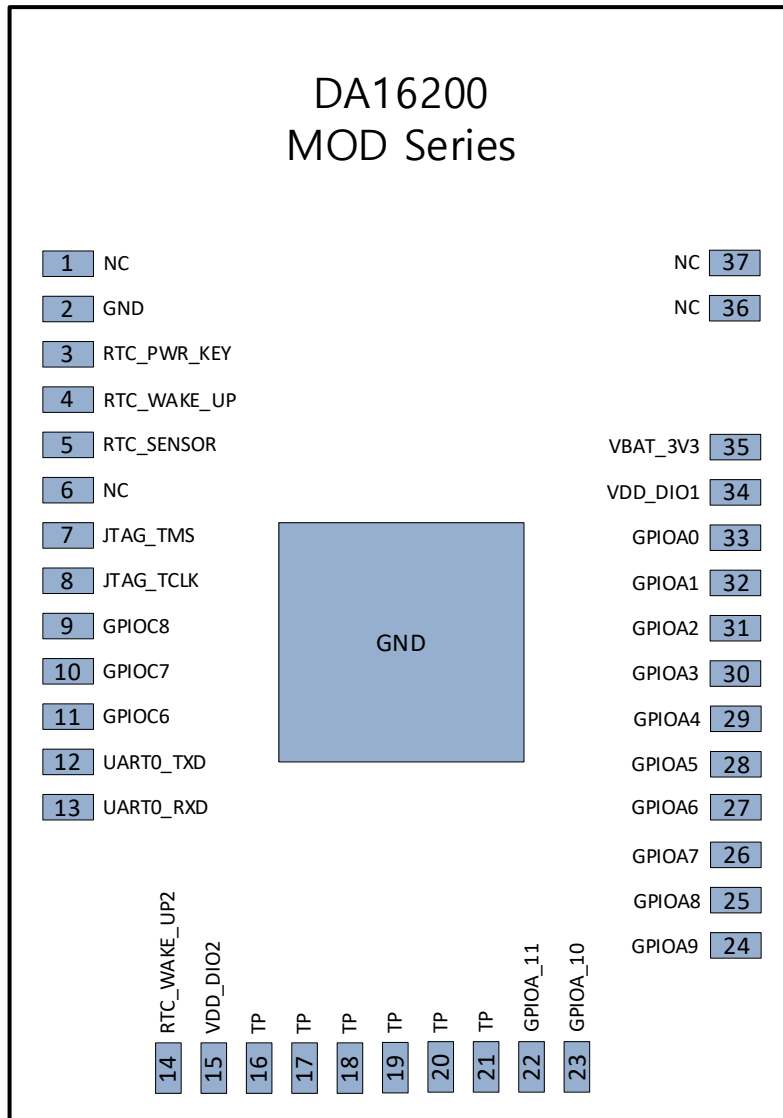 DA16200
MOD Series
1 NC
2 GND
3 RTC_PWR_KEY
4 RTC_WAKE_UP
5 RTC_SENSOR
6 NC
7 JTAG_TMS
8 JTAG_TCLK
9 GPIOC8
10 GPIOC7
11 GPIOC6
12 UART0_TXD
13 UART0_RXD
GND
NC 37
NC 36
VBAT_3V3 35
VDD_DIO1 34
GPIOA0 33
GPIOA1 32
GPIOA2 31
GPIOA3 30
GPIOA4 29
GPIOA5 28
GPIOA6 27
GPIOA7 26
GPIOA8 25
GPIOA9 24
14 RTC_WAKE_UP2
15 VDD_DIO2
16 TP
17 TP
18 TP
19 TP
20 TP
21 TP
22 GPIOA_11
23 GPIOA_10